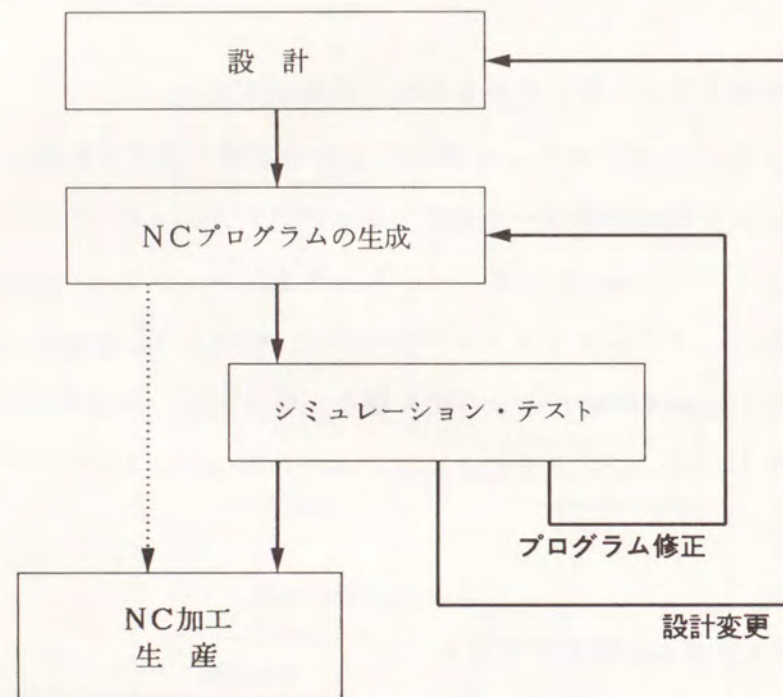 設 計
NCプログラムの生成
シミュレーション・テスト
プログラム修正
設計変更
NC加工
生 産